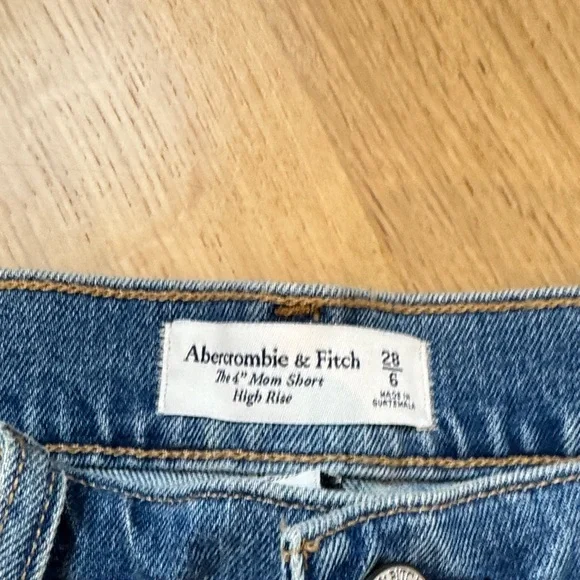 Abercrombie & Fitch
The 4" Mom Short
High Rise
28
6
MADE IN
GUATEMALA